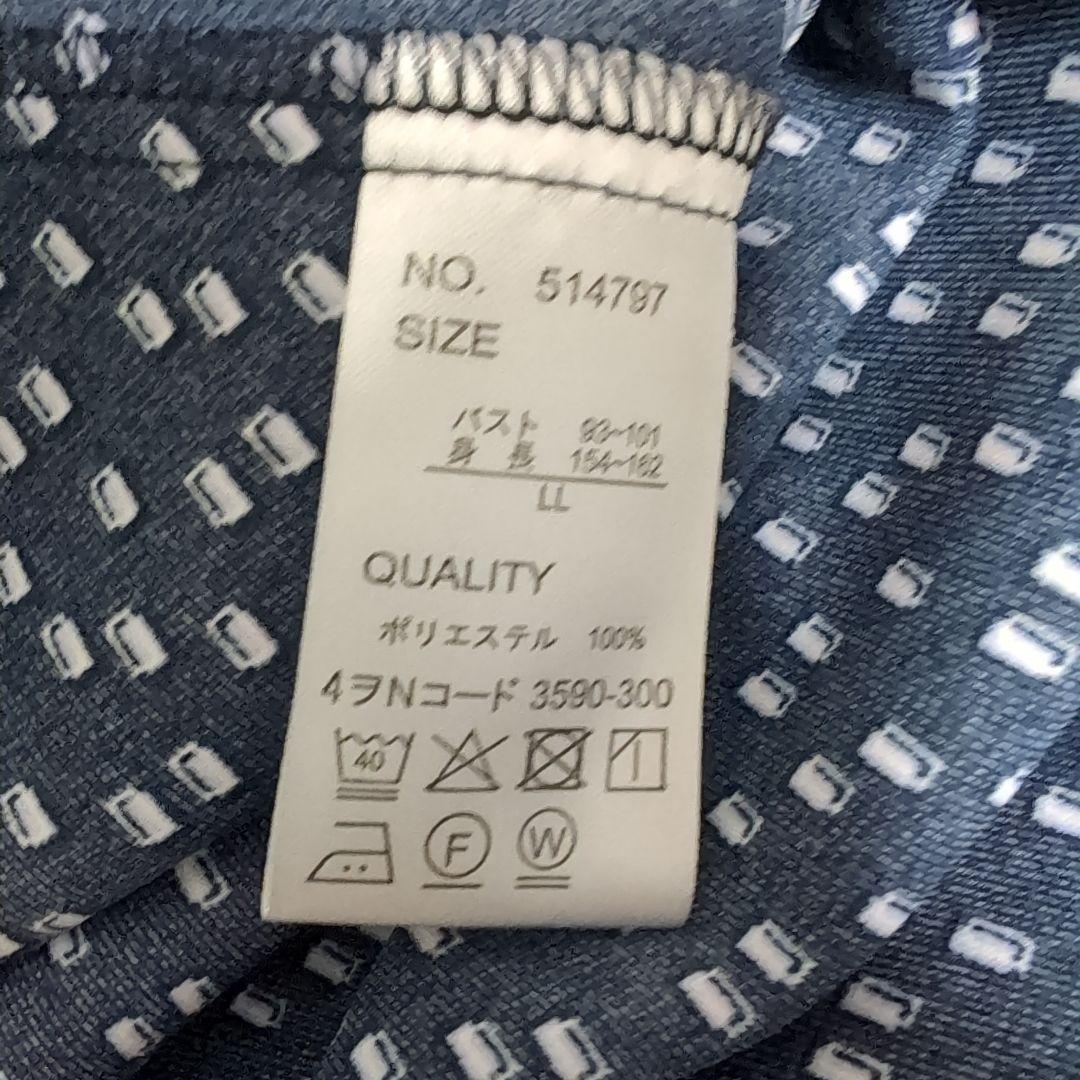 NO. 514797
SIZE
バスト 93~101
身長 154~162
LL
QUALITY
ポリエステル 100%
4ヲNコード 3590-300
40
F W